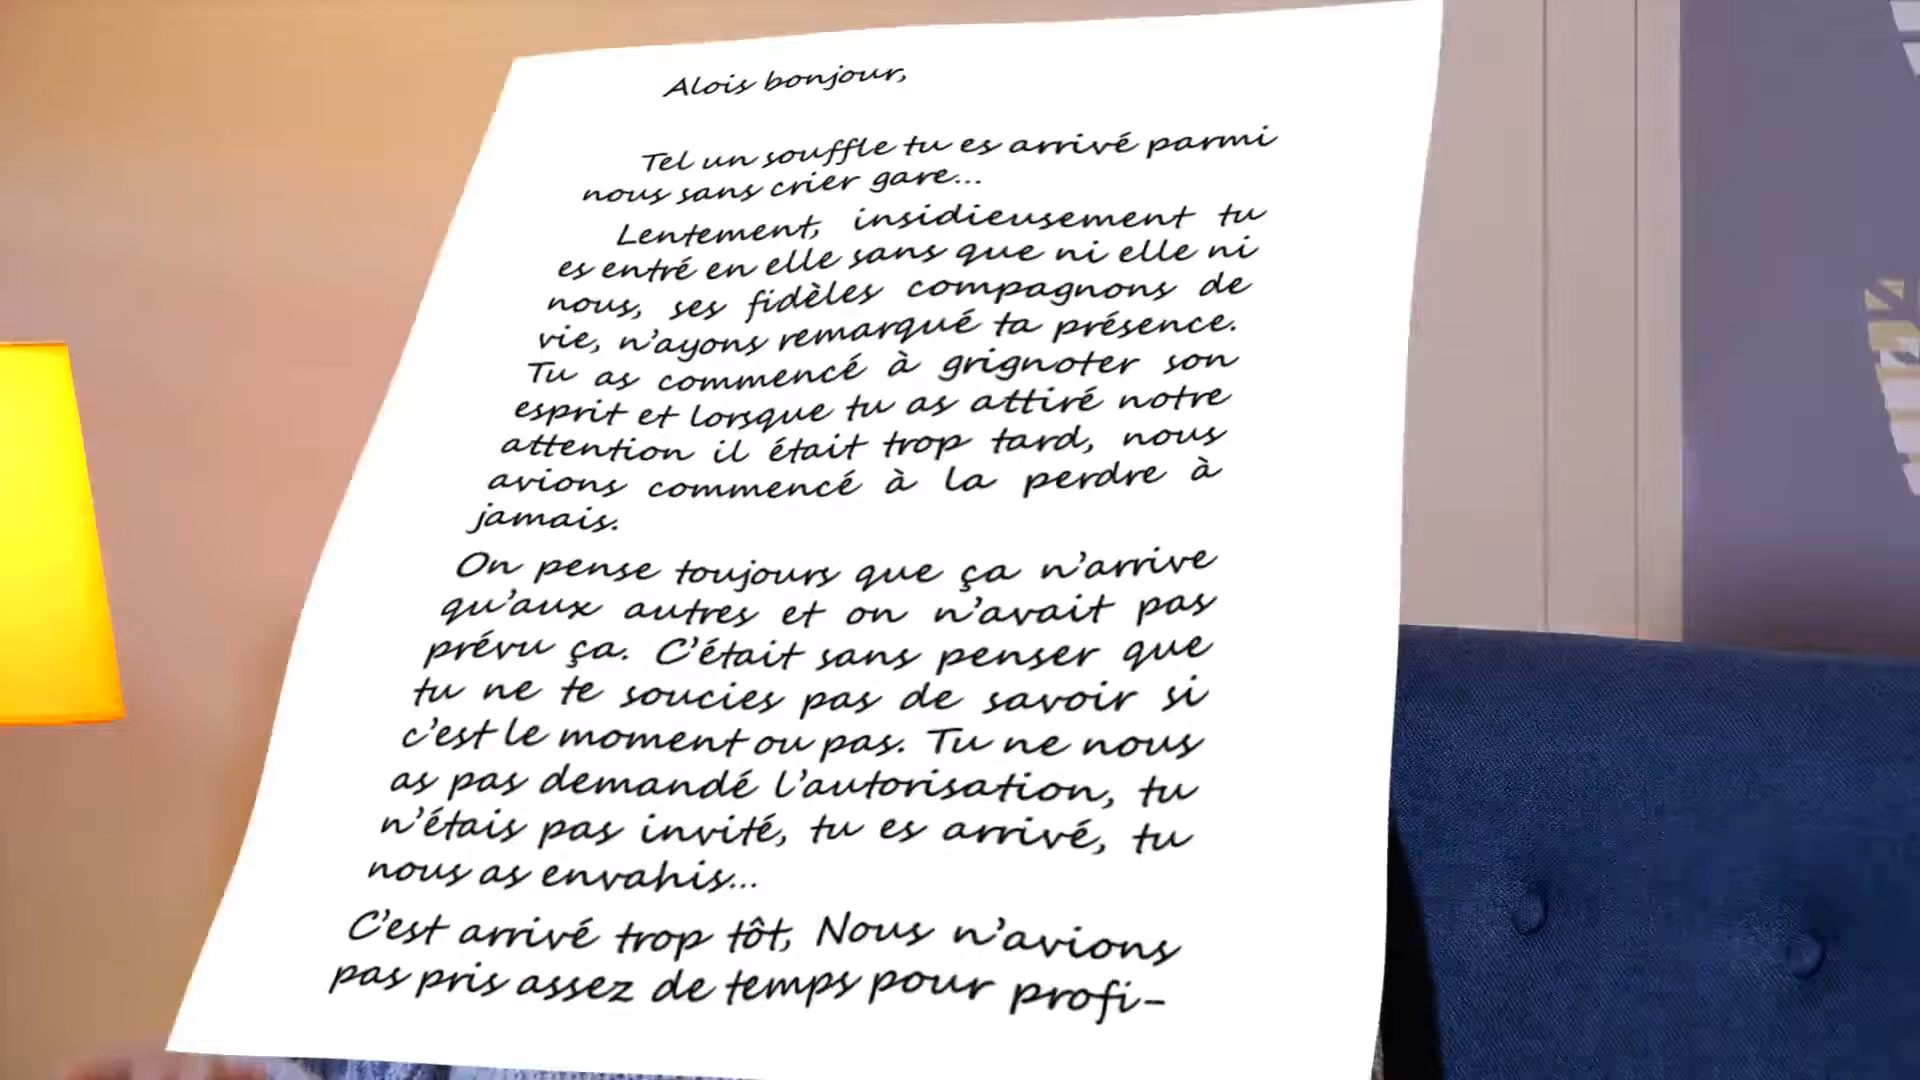 Alois bonjour,
Tel un souffle tu es arrivé parmi
nous sans crier gare...
Lentement, insidieusement tu
es entré en elle sans que ni elle ni
nous, ses fidèles compagnons de
vie, n'ayons remarqué ta présence.
Tu as commencé à grignoter son
esprit et lorsque tu as attiré notre
attention il était trop tard, nous
avions commencé à la perdre à
jamais.
On pense toujours que ça n'arrive
qu'aux autres et on n'avait pas
prévu ça. C'était sans penser que
tu ne te soucies pas de savoir si
c'est le moment ou pas. Tu ne nous
as pas demandé l'autorisation, tu
n'étais pas invité, tu es arrivé, tu
nous as envahis...
C'est arrivé trop tôt, Nous n'avions
pas pris assez de temps pour profi-